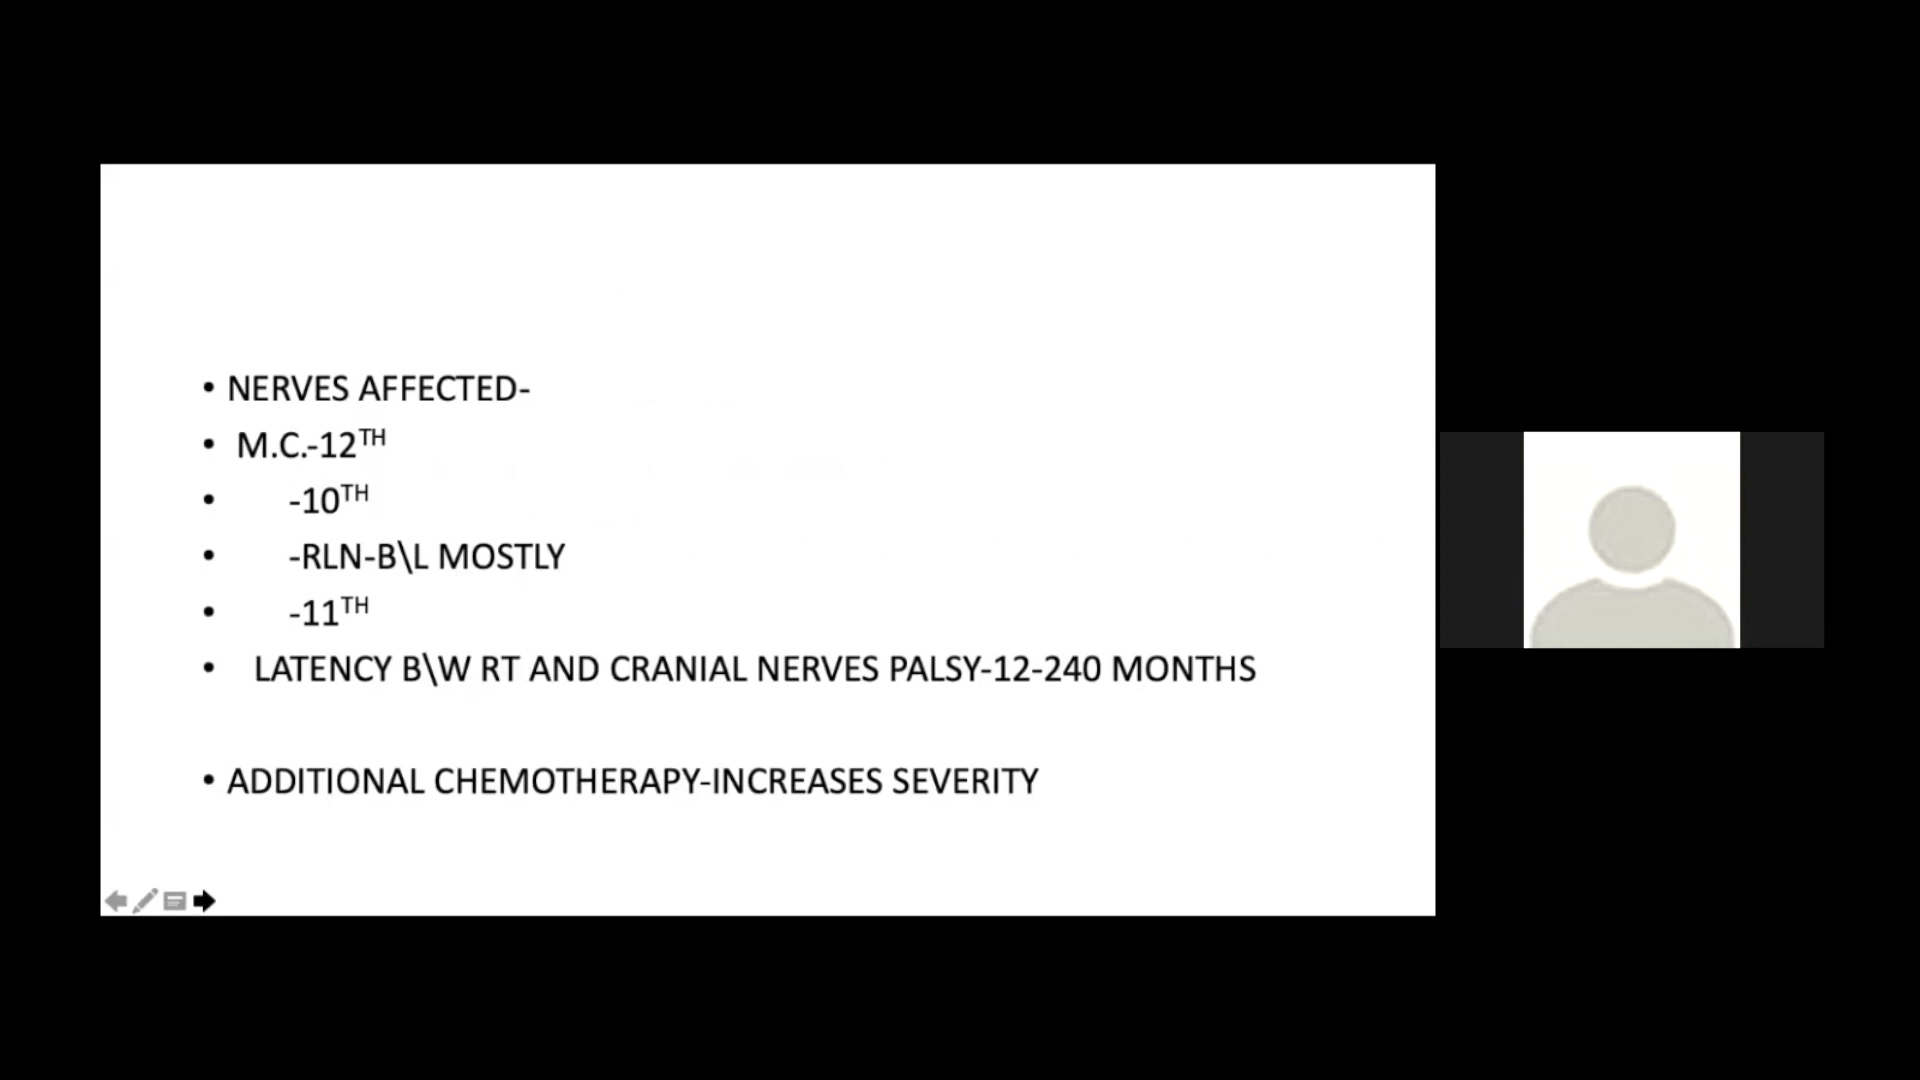 • NERVES AFFECTED-
• M.C.-12TH
• -10TH
• -RLN-B\L MOSTLY
• -11TH
• LATENCY B\W RT AND CRANIAL NERVES PALSY-12-240 MONTHS
• ADDITIONAL CHEMOTHERAPY-INCREASES SEVERITY